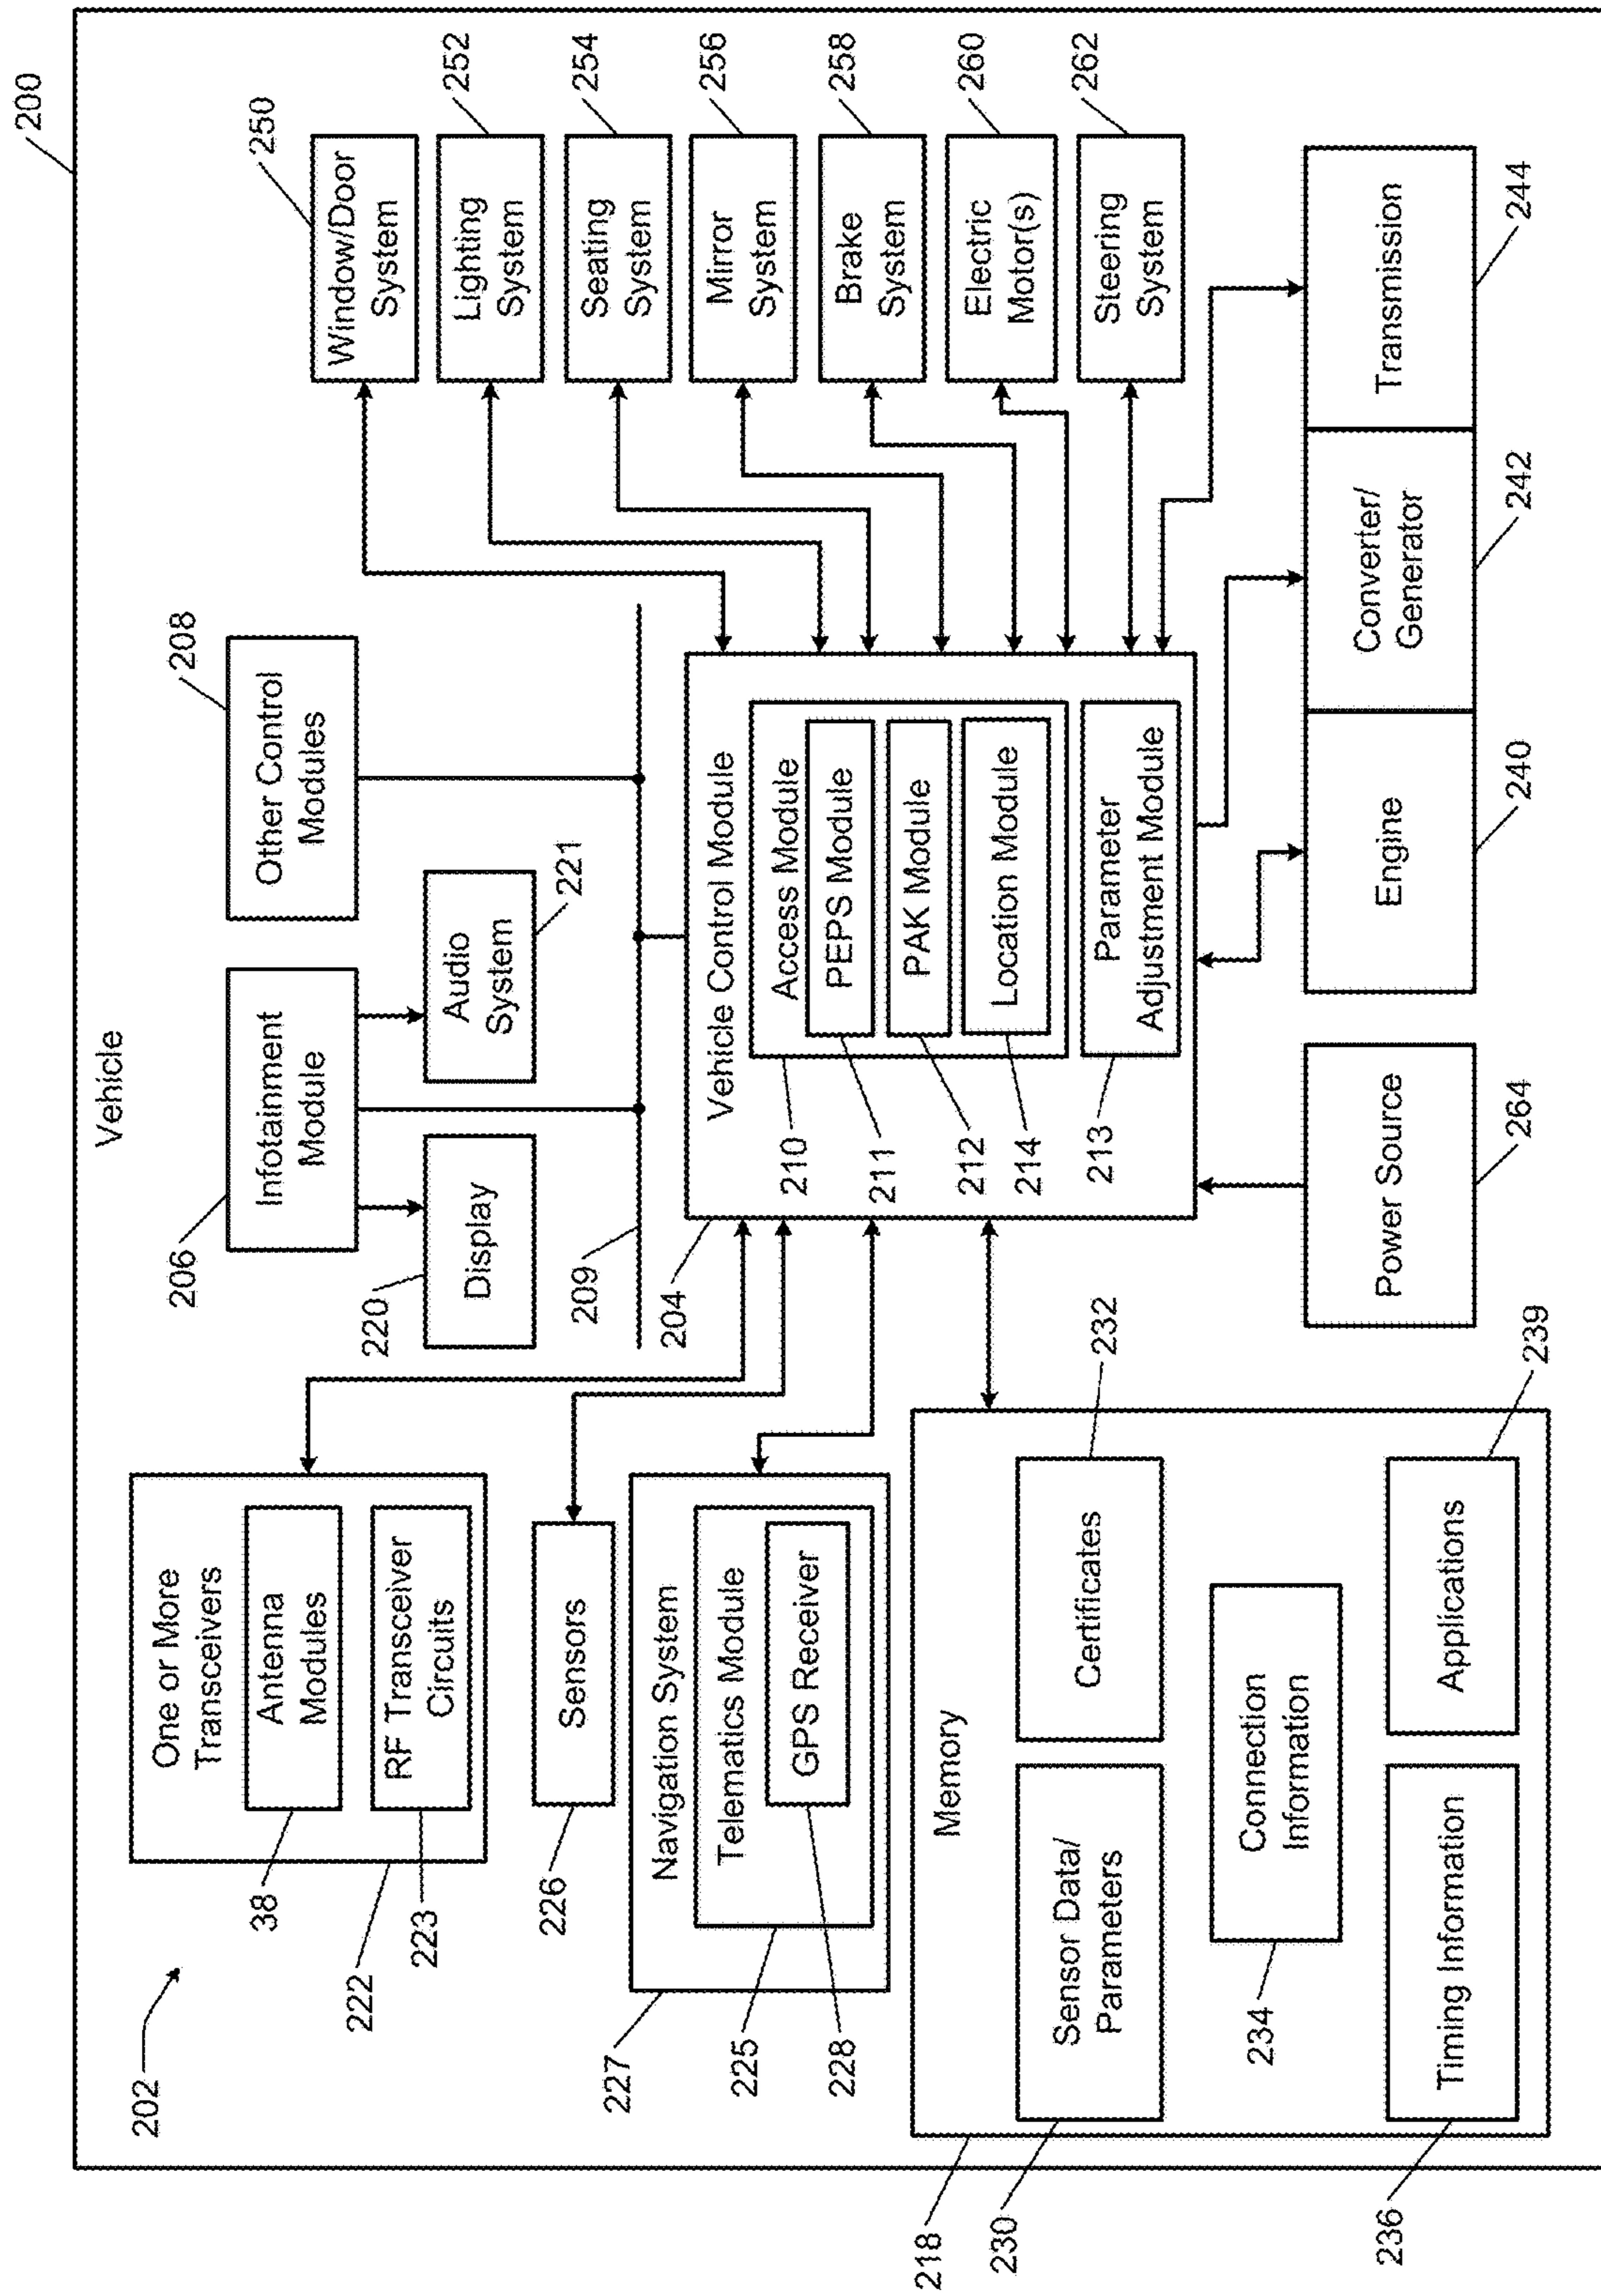 200
Vehicle
202
One or More
Transceivers
Antenna
Modules
RF Transceiver
Circuits
38
223
222
206
Infotainment
Module
220
Display
Audio
System
221
208
Other Control
Modules
209
250
Window/Door
System
252
Lighting
System
254
Seating
System
256
Mirror
System
258
Brake
System
260
Electric
Motor(s)
262
Steering
System
Sensors
226
Navigation System
Telematics Module
GPS Receiver
227
225
228
204
Vehicle Control Module
Access Module
PEPS Module
PAK Module
Location Module
Parameter
Adjustment Module
210
211
212
214
213
218
Memory
Sensor Data/
Parameters
230
Certificates
232
Connection
Information
234
Timing Information
236
Applications
239
Power Source
264
Engine
240
Converter/
Generator
242
Transmission
244